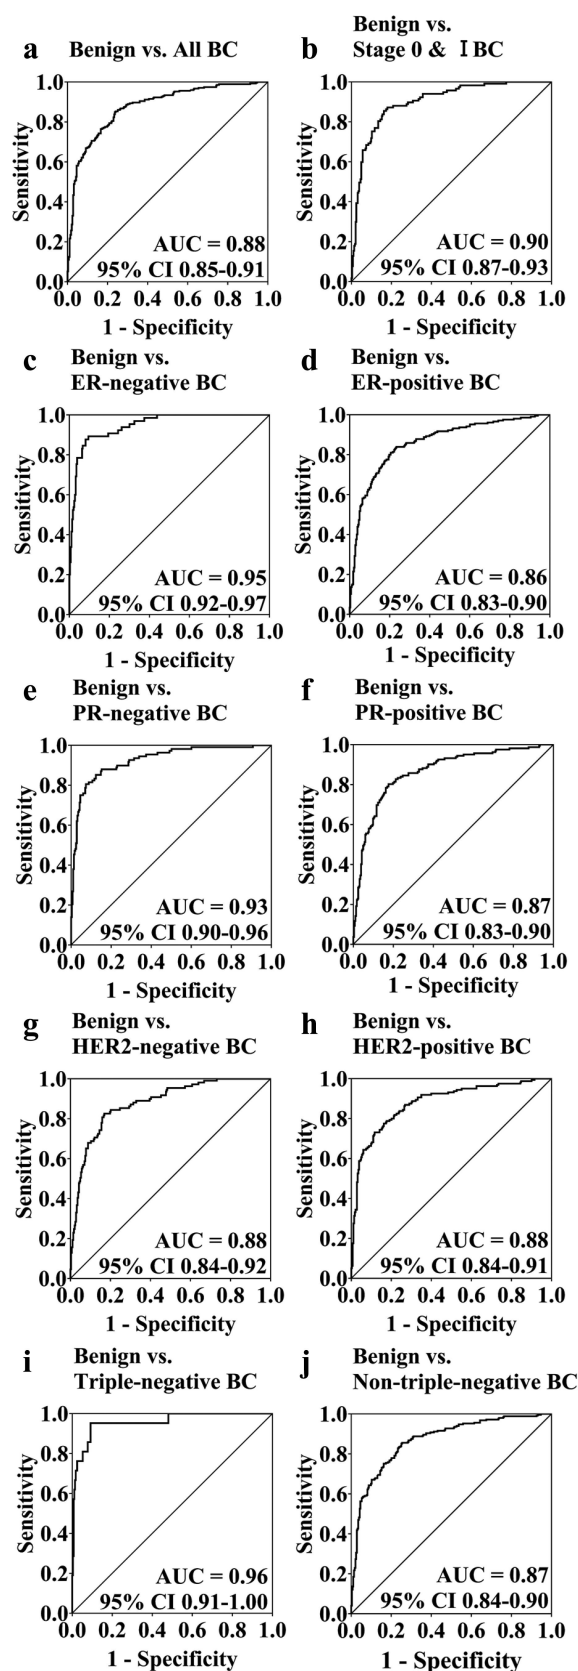 a Benign vs. All BC
1.0
0.8
0.6
0.4
0.2
0.0
Sensitivity
AUC = 0.88
95% CI 0.85-0.91
0.0 0.2 0.4 0.6 0.8 1.0
1 - Specificity
b Benign vs.
Stage 0 & I BC
1.0
0.8
0.6
0.4
0.2
0.0
Sensitivity
AUC = 0.90
95% CI 0.87-0.93
0.0 0.2 0.4 0.6 0.8 1.0
1 - Specificity
c Benign vs.
ER-negative BC
1.0
0.8
0.6
0.4
0.2
0.0
Sensitivity
AUC = 0.95
95% CI 0.92-0.97
0.0 0.2 0.4 0.6 0.8 1.0
1 - Specificity
d Benign vs.
ER-positive BC
1.0
0.8
0.6
0.4
0.2
0.0
Sensitivity
AUC = 0.86
95% CI 0.83-0.90
0.0 0.2 0.4 0.6 0.8 1.0
1 - Specificity
e Benign vs.
PR-negative BC
1.0
0.8
0.6
0.4
0.2
0.0
Sensitivity
AUC = 0.93
95% CI 0.90-0.96
0.0 0.2 0.4 0.6 0.8 1.0
1 - Specificity
f Benign vs.
PR-positive BC
1.0
0.8
0.6
0.4
0.2
0.0
Sensitivity
AUC = 0.87
95% CI 0.83-0.90
0.0 0.2 0.4 0.6 0.8 1.0
1 - Specificity
g Benign vs.
HER2-negative BC
1.0
0.8
0.6
0.4
0.2
0.0
Sensitivity
AUC = 0.88
95% CI 0.84-0.92
0.0 0.2 0.4 0.6 0.8 1.0
1 - Specificity
h Benign vs.
HER2-positive BC
1.0
0.8
0.6
0.4
0.2
0.0
Sensitivity
AUC = 0.88
95% CI 0.84-0.91
0.0 0.2 0.4 0.6 0.8 1.0
1 - Specificity
i Benign vs.
Triple-negative BC
1.0
0.8
0.6
0.4
0.2
0.0
Sensitivity
AUC = 0.96
95% CI 0.91-1.00
0.0 0.2 0.4 0.6 0.8 1.0
1 - Specificity
j Benign vs.
Non-triple-negative BC
1.0
0.8
0.6
0.4
0.2
0.0
Sensitivity
AUC = 0.87
95% CI 0.84-0.90
0.0 0.2 0.4 0.6 0.8 1.0
1 - Specificity